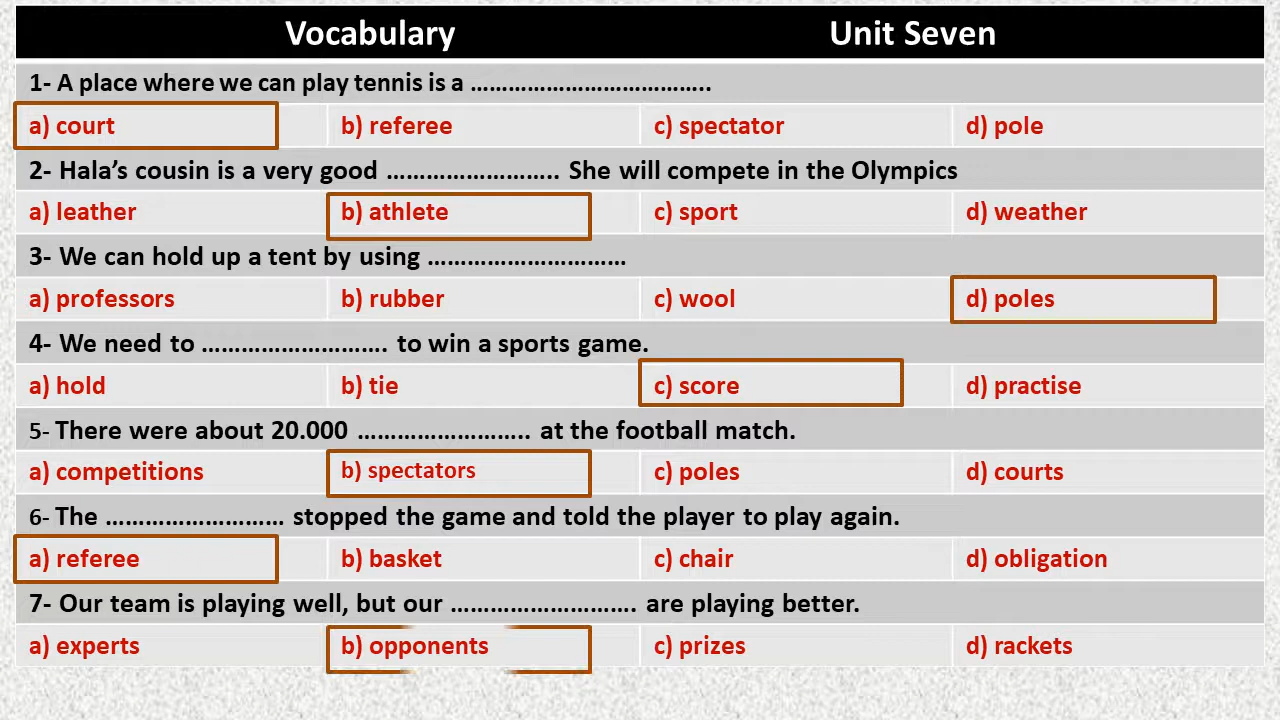 Vocabulary Unit Seven
1- A place where we can play tennis is a ………………………………..
a) court b) referee c) spectator d) pole
2- Hala’s cousin is a very good …………………….. She will compete in the Olympics
a) leather b) athlete c) sport d) weather
3- We can hold up a tent by using …………………………
a) professors b) rubber c) wool d) poles
4- We need to ………………………. to win a sports game.
a) hold b) tie c) score d) practise
5- There were about 20.000 …………………….. at the football match.
a) competitions b) spectators c) poles d) courts
6- The ……………………… stopped the game and told the player to play again.
a) referee b) basket c) chair d) obligation
7- Our team is playing well, but our ………………………. are playing better.
a) experts b) opponents c) prizes d) rackets